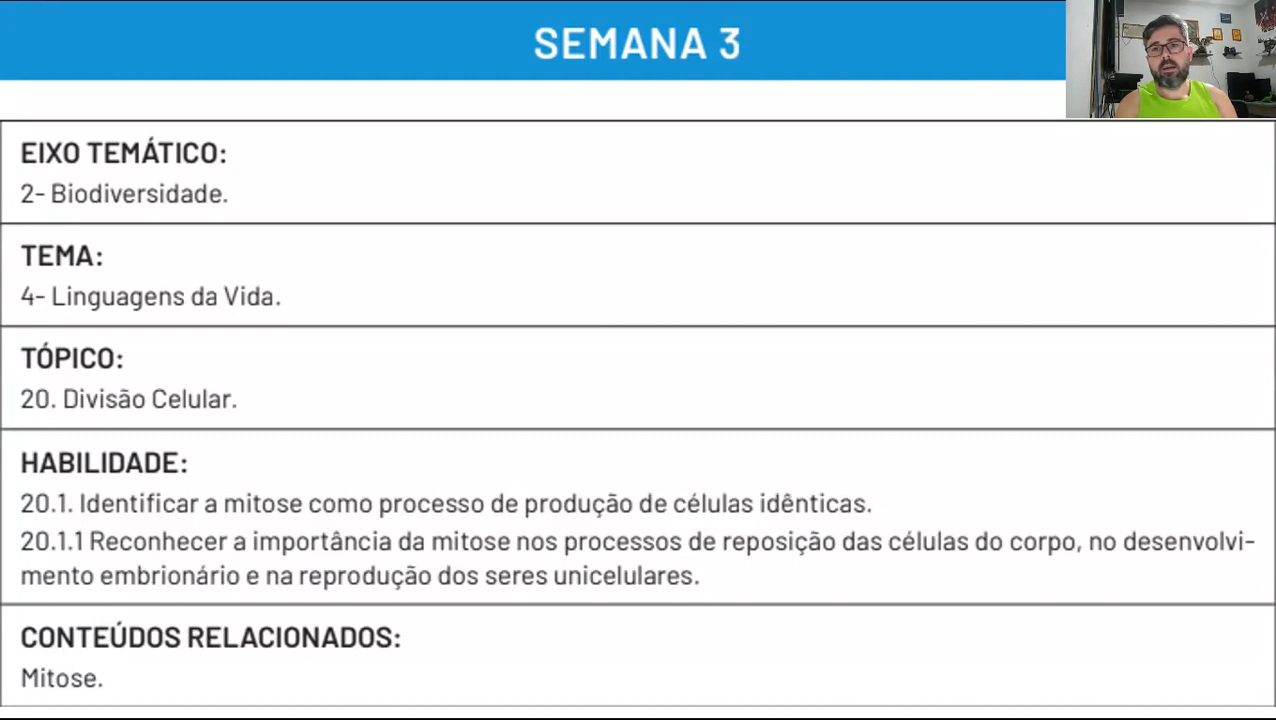 SEMANA 3
EIXO TEMÁTICO:
2- Biodiversidade.
TEMA:
4- Linguagens da Vida.
TÓPICO:
20. Divisão Celular.
HABILIDADE:
20.1. Identificar a mitose como processo de produção de células idênticas.
20.1.1 Reconhecer a importância da mitose nos processos de reposição das células do corpo, no desenvolvi-
mento embrionário e na reprodução dos seres unicelulares.
CONTEÚDOS RELACIONADOS:
Mitose.